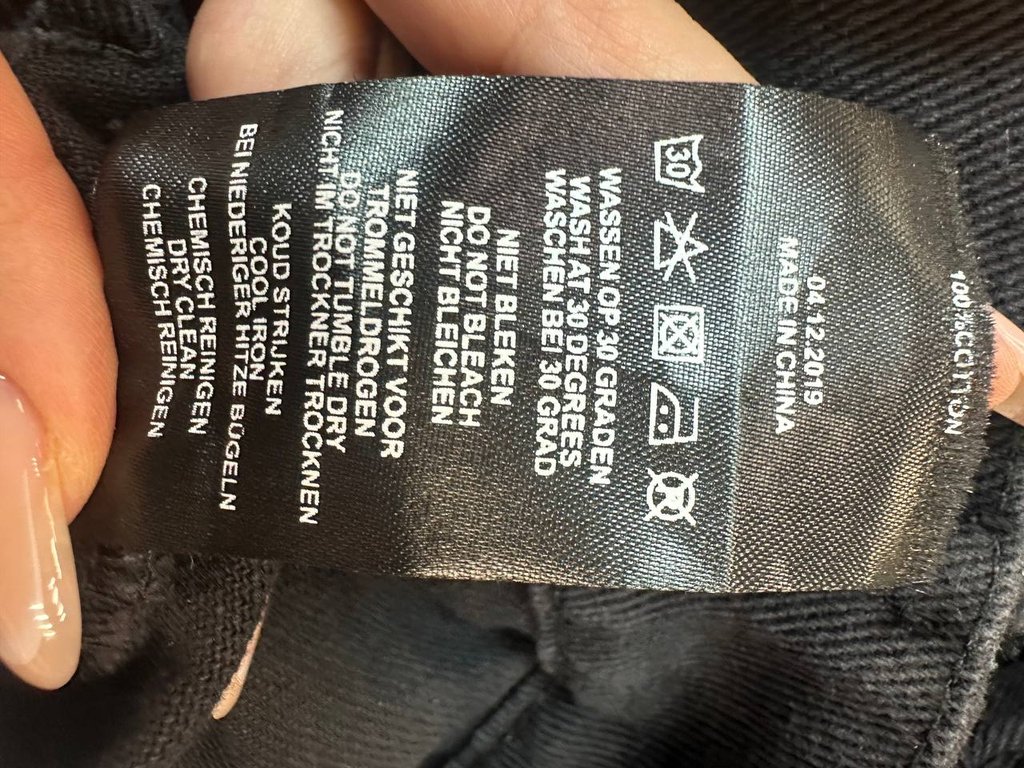 100%COTTON
04.12.2019
MADE IN CHINA
30
WASSEN OP 30 GRADEN
WASH AT 30 DEGREES
WASCHEN BEI 30 GRAD
NIET BLEKEN
DO NOT BLEACH
NICHT BLEICHEN
NIET GESCHIKT VOOR
TROMMELDROGEN
DO NOT TUMBLE DRY
NICHT IM TROCKNER TROCKNEN
KOUD STRIJKEN
COOL IRON
BEI NIEDERIGER HITZE BÜGELN
CHEMISCH REINIGEN
DRY CLEAN
CHEMISCH REINIGEN